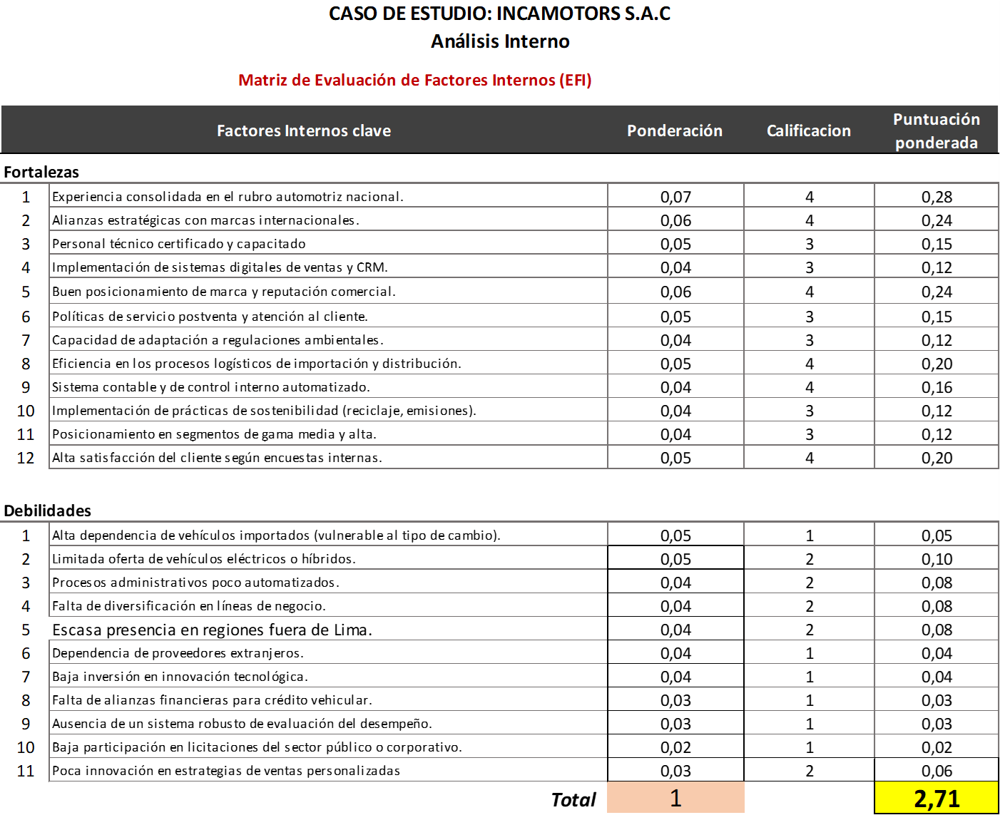 CASO DE ESTUDIO: INCAMOTORS S.A.C
Análisis Interno
Matriz de Evaluación de Factores Internos (EFI)
Factores Internos clave Ponderación Calificacion Puntuación ponderada
Fortalezas
1 Experiencia consolidada en el rubro automotriz nacional. 0,07 4 0,28
2 Alianzas estratégicas con marcas internacionales. 0,06 4 0,24
3 Personal técnico certificado y capacitado 0,05 3 0,15
4 Implementación de sistemas digitales de ventas y CRM. 0,04 3 0,12
5 Buen posicionamiento de marca y reputación comercial. 0,06 4 0,24
6 Políticas de servicio postventa y atención al cliente. 0,05 3 0,15
7 Capacidad de adaptación a regulaciones ambientales. 0,04 3 0,12
8 Eficiencia en los procesos logísticos de importación y distribución. 0,05 4 0,20
9 Sistema contable y de control interno automatizado. 0,04 4 0,16
10 Implementación de prácticas de sostenibilidad (reciclaje, emisiones). 0,04 3 0,12
11 Posicionamiento en segmentos de gama media y alta. 0,04 3 0,12
12 Alta satisfacción del cliente según encuestas internas. 0,05 4 0,20
Debilidades
1 Alta dependencia de vehículos importados (vulnerable al tipo de cambio). 0,05 1 0,05
2 Limitada oferta de vehículos eléctricos o híbridos. 0,05 2 0,10
3 Procesos administrativos poco automatizados. 0,04 2 0,08
4 Falta de diversificación en líneas de negocio. 0,04 2 0,08
5 Escasa presencia en regiones fuera de Lima. 0,04 2 0,08
6 Dependencia de proveedores extranjeros. 0,04 1 0,04
7 Baja inversión en innovación tecnológica. 0,04 1 0,04
8 Falta de alianzas financieras para crédito vehicular. 0,03 1 0,03
9 Ausencia de un sistema robusto de evaluación del desempeño. 0,03 1 0,03
10 Baja participación en licitaciones del sector público o corporativo. 0,02 1 0,02
11 Poca innovación en estrategias de ventas personalizadas 0,03 2 0,06
Total 1 2,71